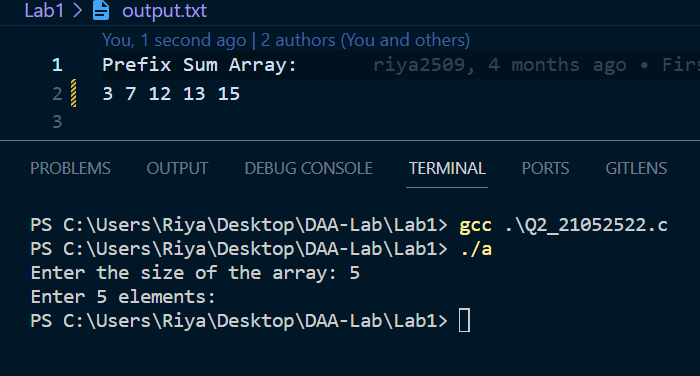 Lab1 > output.txt
You, 1 second ago | 2 authors (You and others)
1 Prefix Sum Array: riya2509, 4 months ago • Firs
2 3 7 12 13 15
3
PROBLEMS OUTPUT DEBUG CONSOLE TERMINAL PORTS GITLENS
PS C:\Users\Riya\Desktop\DAA-Lab\Lab1> gcc .\Q2_21052522.c
PS C:\Users\Riya\Desktop\DAA-Lab\Lab1> ./a
Enter the size of the array: 5
Enter 5 elements:
PS C:\Users\Riya\Desktop\DAA-Lab\Lab1>